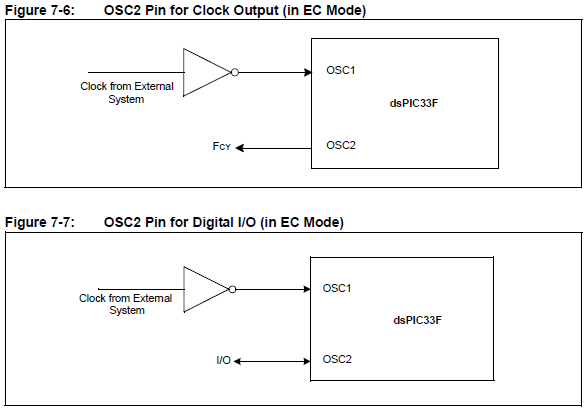 Figure 7-6: OSC2 Pin for Clock Output (in EC Mode)
Clock from External
System
OSC1
dsPIC33F
FCY
OSC2
Figure 7-7: OSC2 Pin for Digital I/O (in EC Mode)
Clock from External
System
OSC1
dsPIC33F
I/O
OSC2